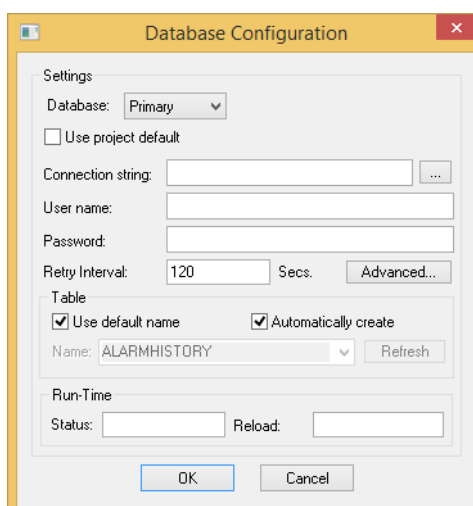 Database Configuration
Settings
Database: Primary
Use project default
Connection string: ...
User name:
Password:
Retry Interval: 120 Secs. Advanced...
Table
Use default name Automatically create
Name: ALARMHISTORY Refresh
Run-Time
Status: Reload:
OK Cancel